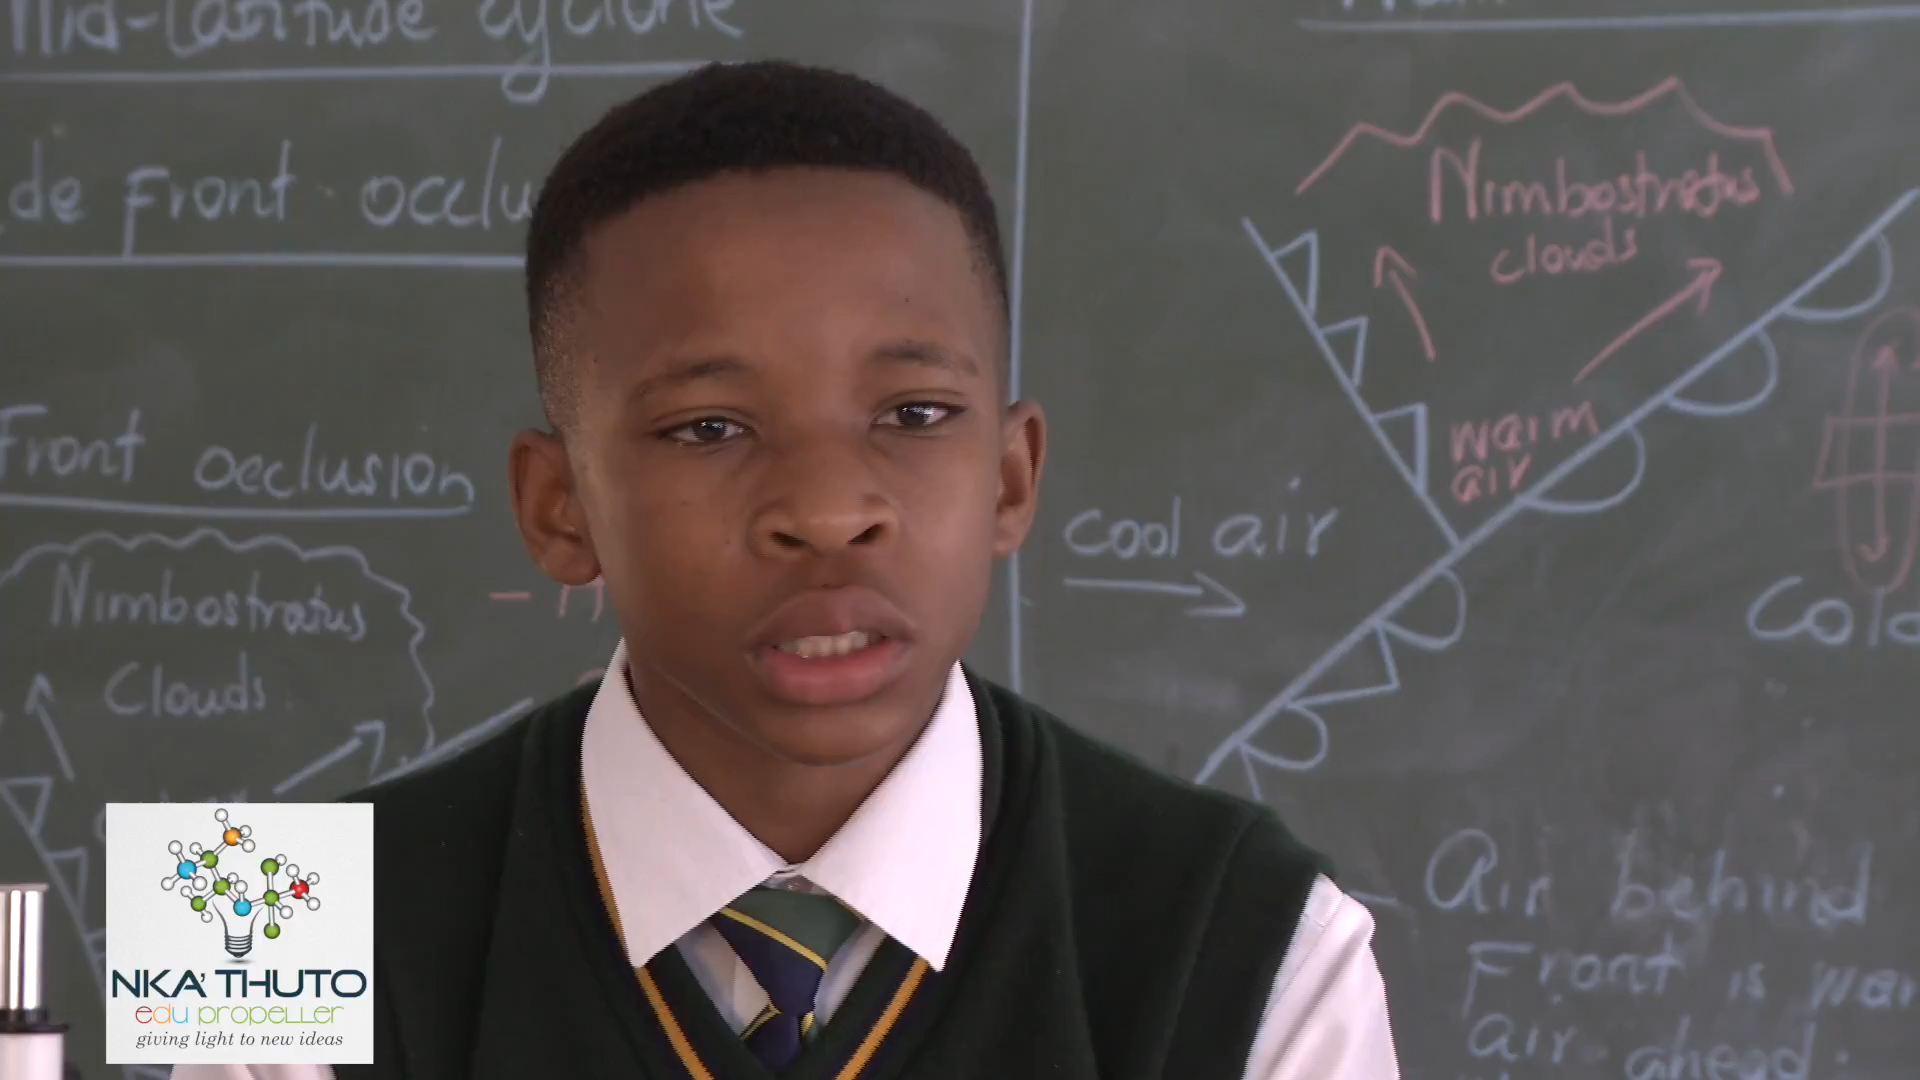 Mid-latitude cyclone
de Front occlu
Front occlusion
Nimbostratus
Clouds
Nimbostratus
clouds
warm
air
cool air
Cold
Air behind
Front is
Air ahead
NKA'THUTO
edu propeller
giving light to new ideas